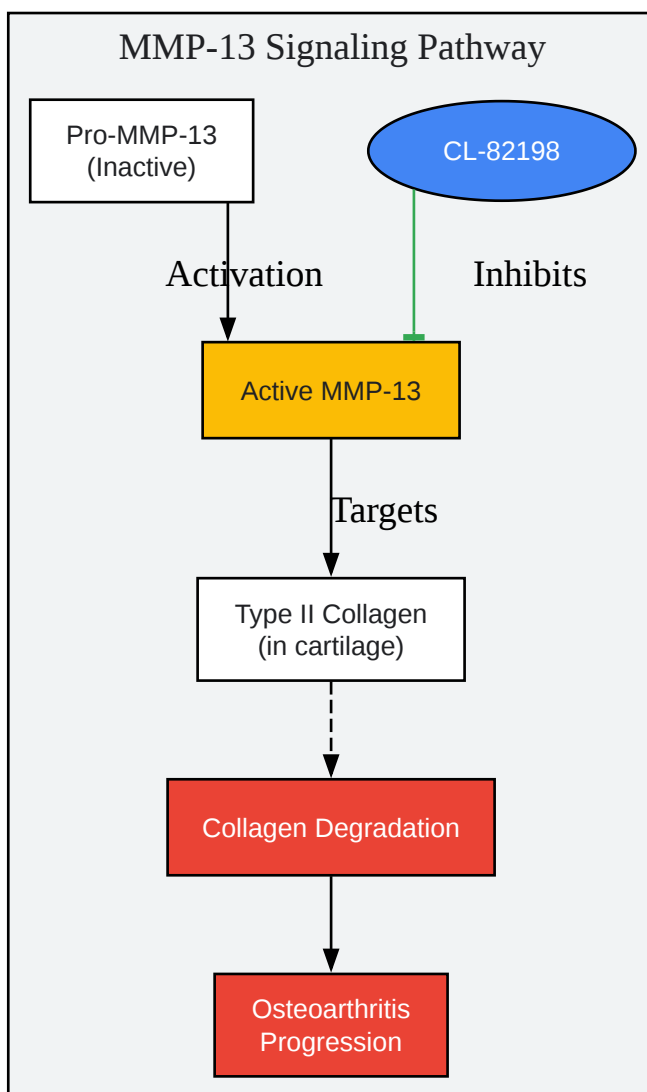 MMP-13 Signaling Pathway
Pro-MMP-13
(Inactive)
CL-82198
Activation
Inhibits
Active MMP-13
Targets
Type II Collagen
(in cartilage)
Collagen Degradation
Osteoarthritis
Progression